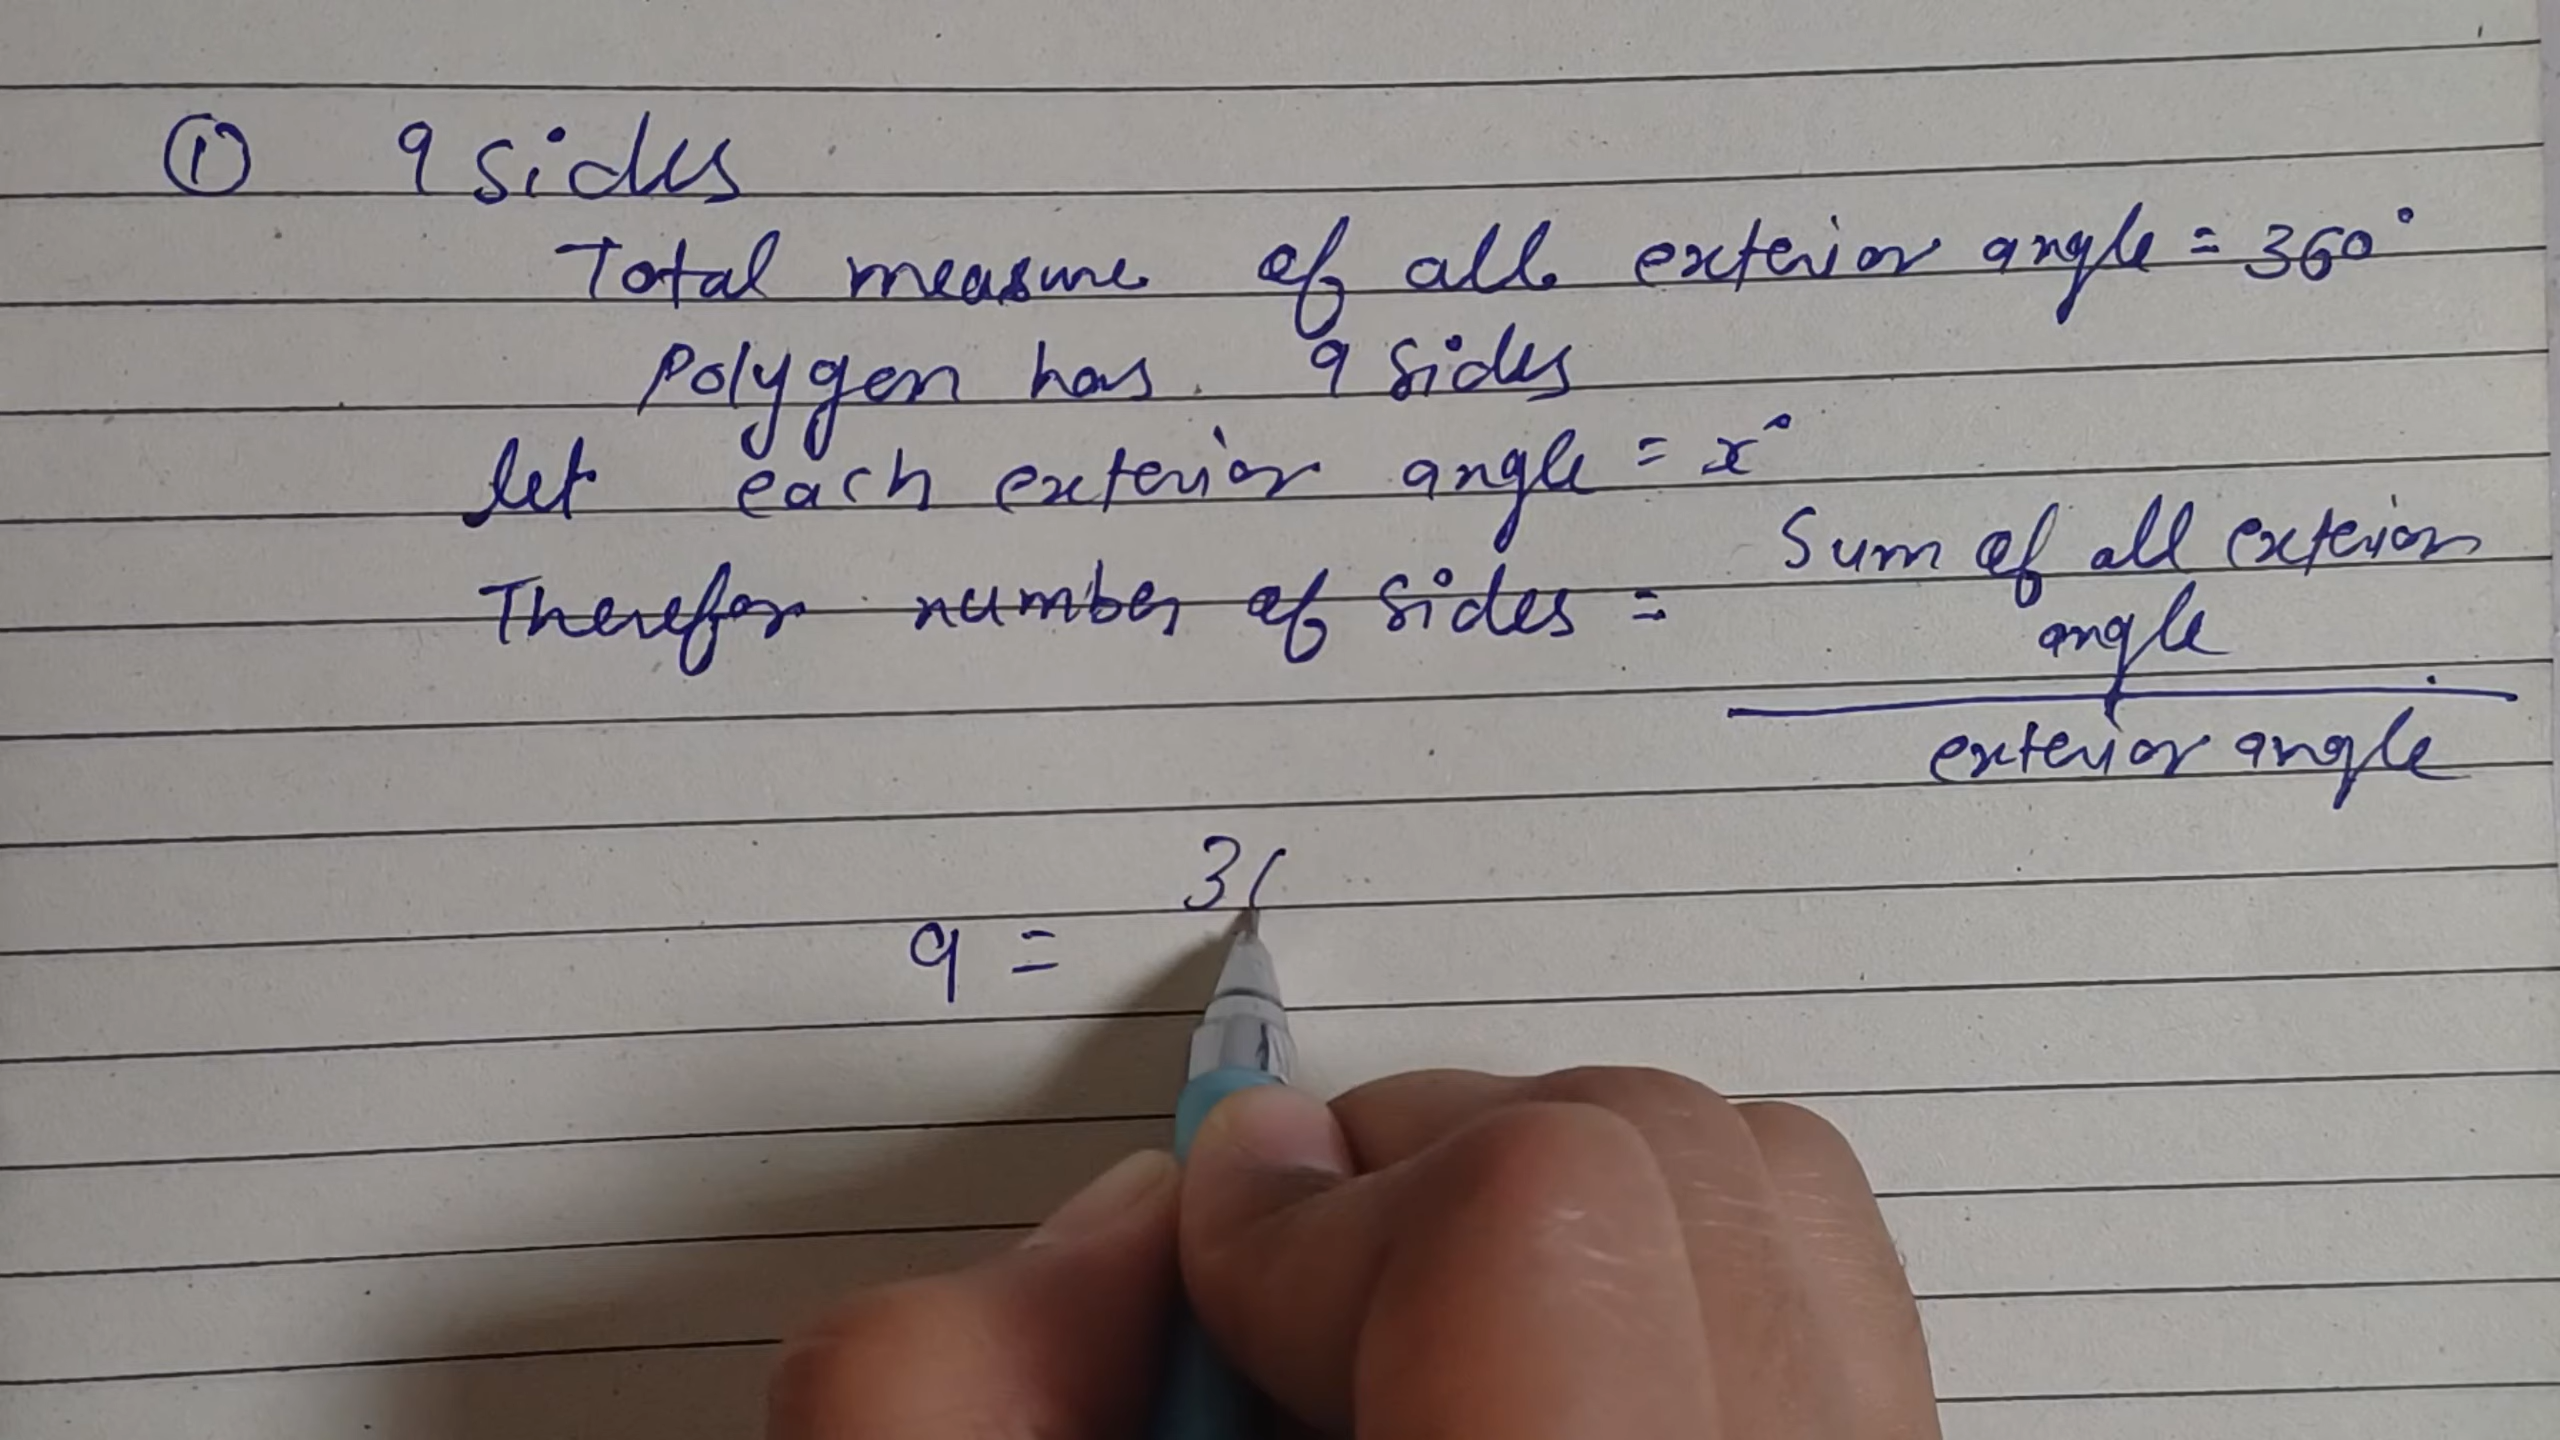 ① 9 sides
Total measure of all exterior angle = 360°
Polygen has 9 sides
let each exterior angle = x°
Therefor number of sides = Sum of all exterior
angle
exterior angle
3(
9 =